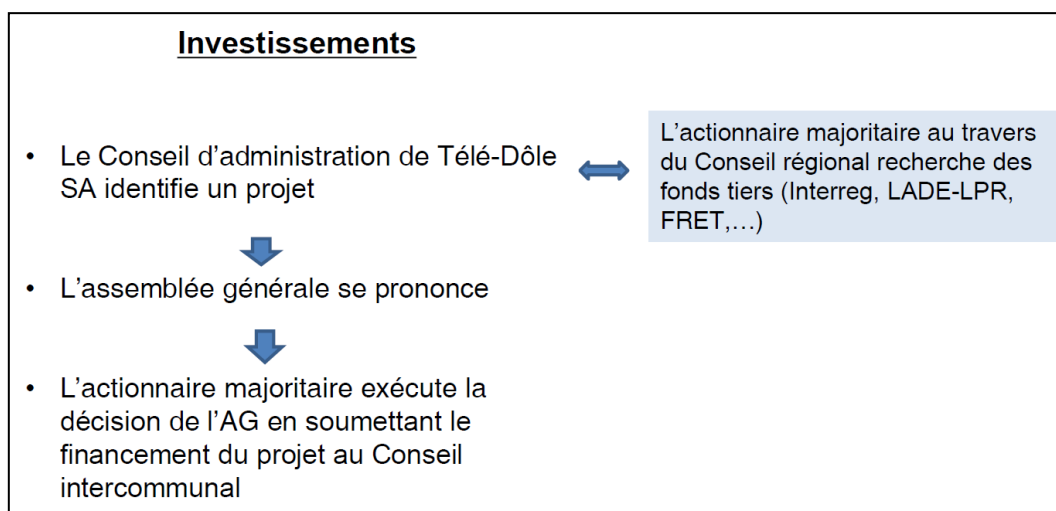 Investissements
• Le Conseil d'administration de Télé-Dôle
SA identifie un projet
L'actionnaire majoritaire au travers
du Conseil régional recherche des
fonds tiers (Interreg, LADE-LPR,
FRET,…)
• L'assemblée générale se prononce
• L'actionnaire majoritaire exécute la
décision de l'AG en soumettant le
financement du projet au Conseil
intercommunal